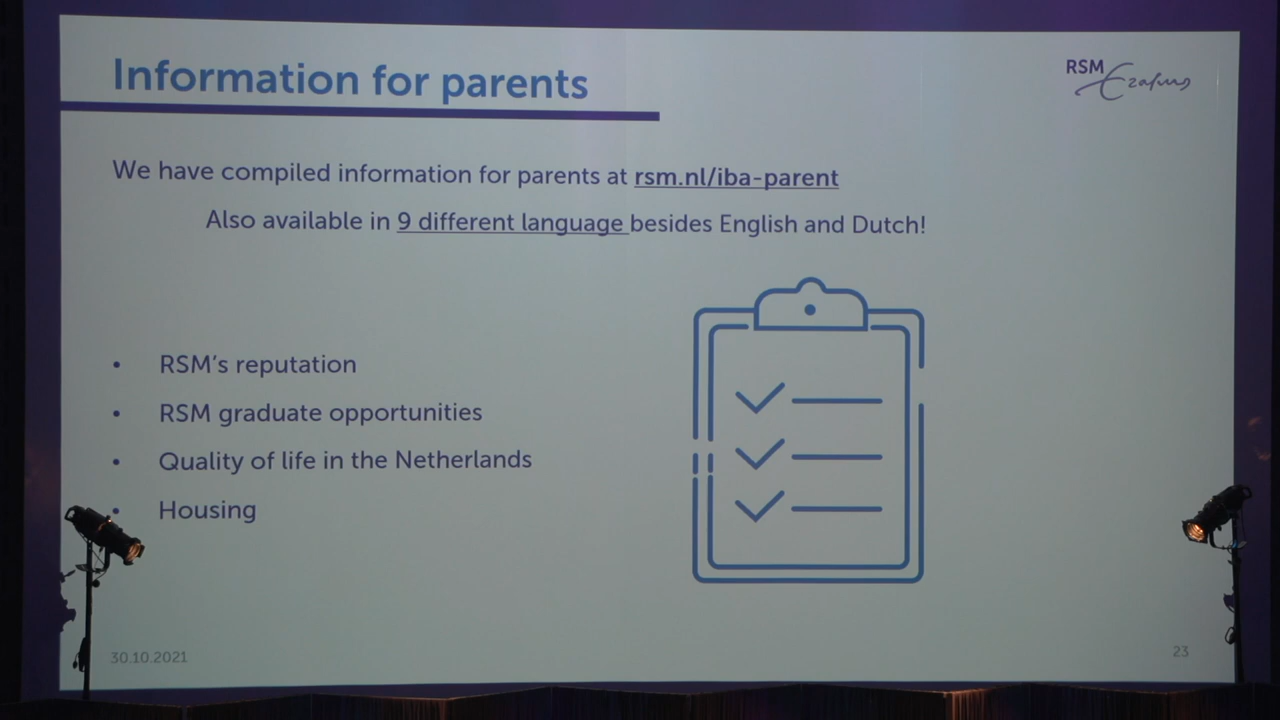 Information for parents
RSM
Erasmus
We have compiled information for parents at rsm.nl/iba-parent
Also available in 9 different language besides English and Dutch!
• RSM's reputation
• RSM graduate opportunities
• Quality of life in the Netherlands
• Housing
30.10.2021
23